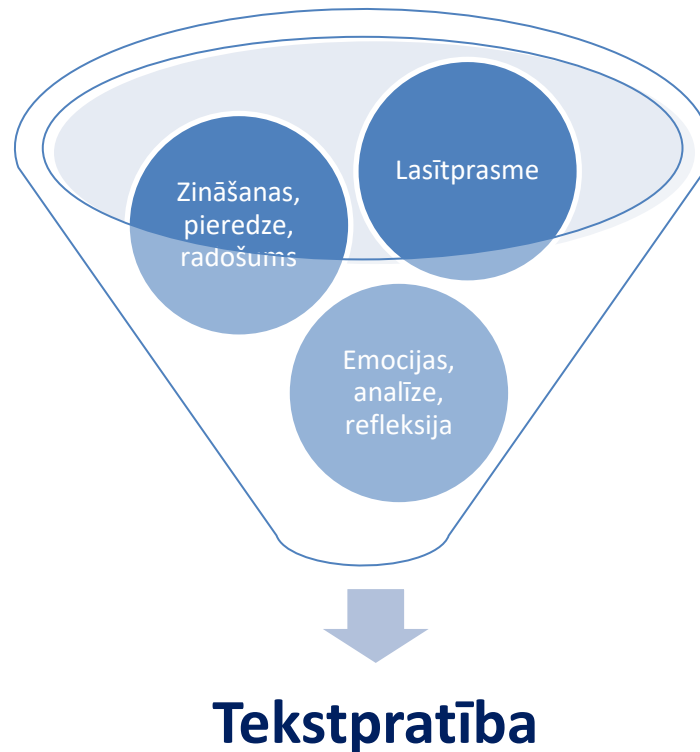 Zināšanas,
pieredze,
radošums
Lasītprasme
Emocijas,
analīze,
refleksija
Tekstpratība